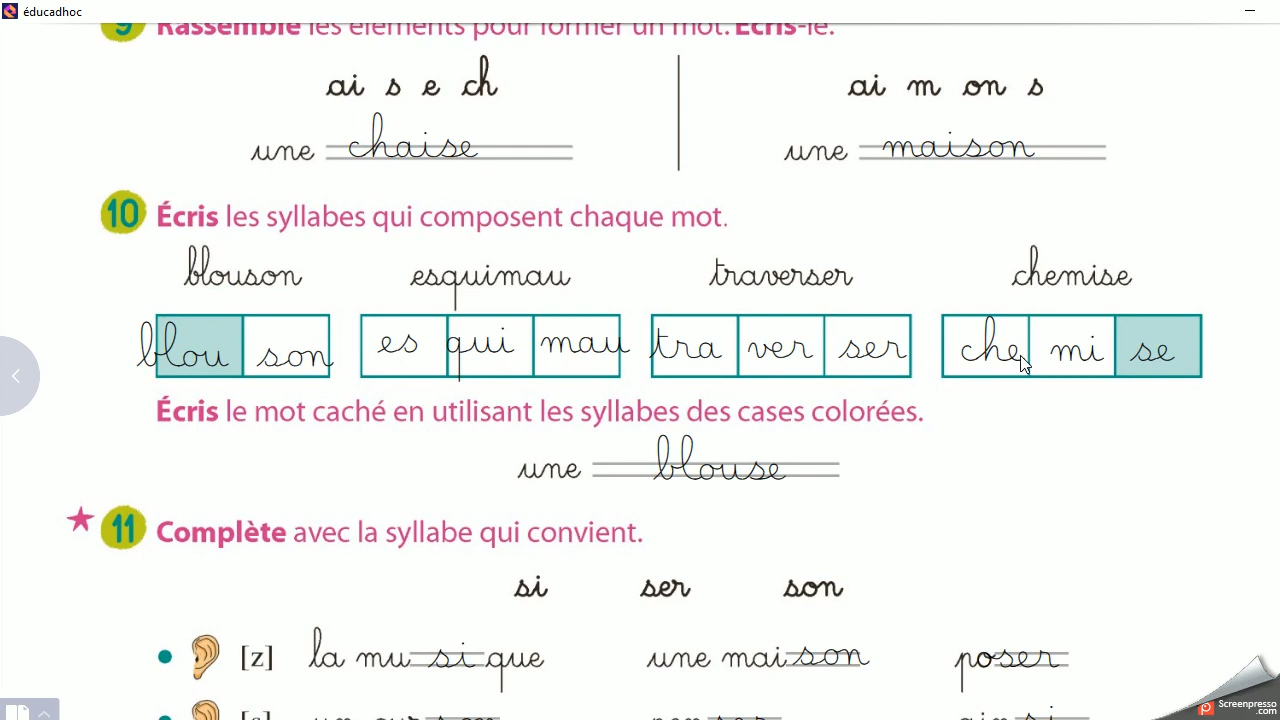 éducadhoc
9 Rassemble les éléments pour former un mot. Écris-le.
ai s e ch
ai m on s
une chaise
une maison
10 Écris les syllabes qui composent chaque mot.
blouson esquimau traverser chemise
blou son es qui mau tra ver ser che mi se
Écris le mot caché en utilisant les syllabes des cases colorées.
une blouse
11 Complète avec la syllabe qui convient.
si ser son
[z] la musique une maison poser
Screenpresso
.com